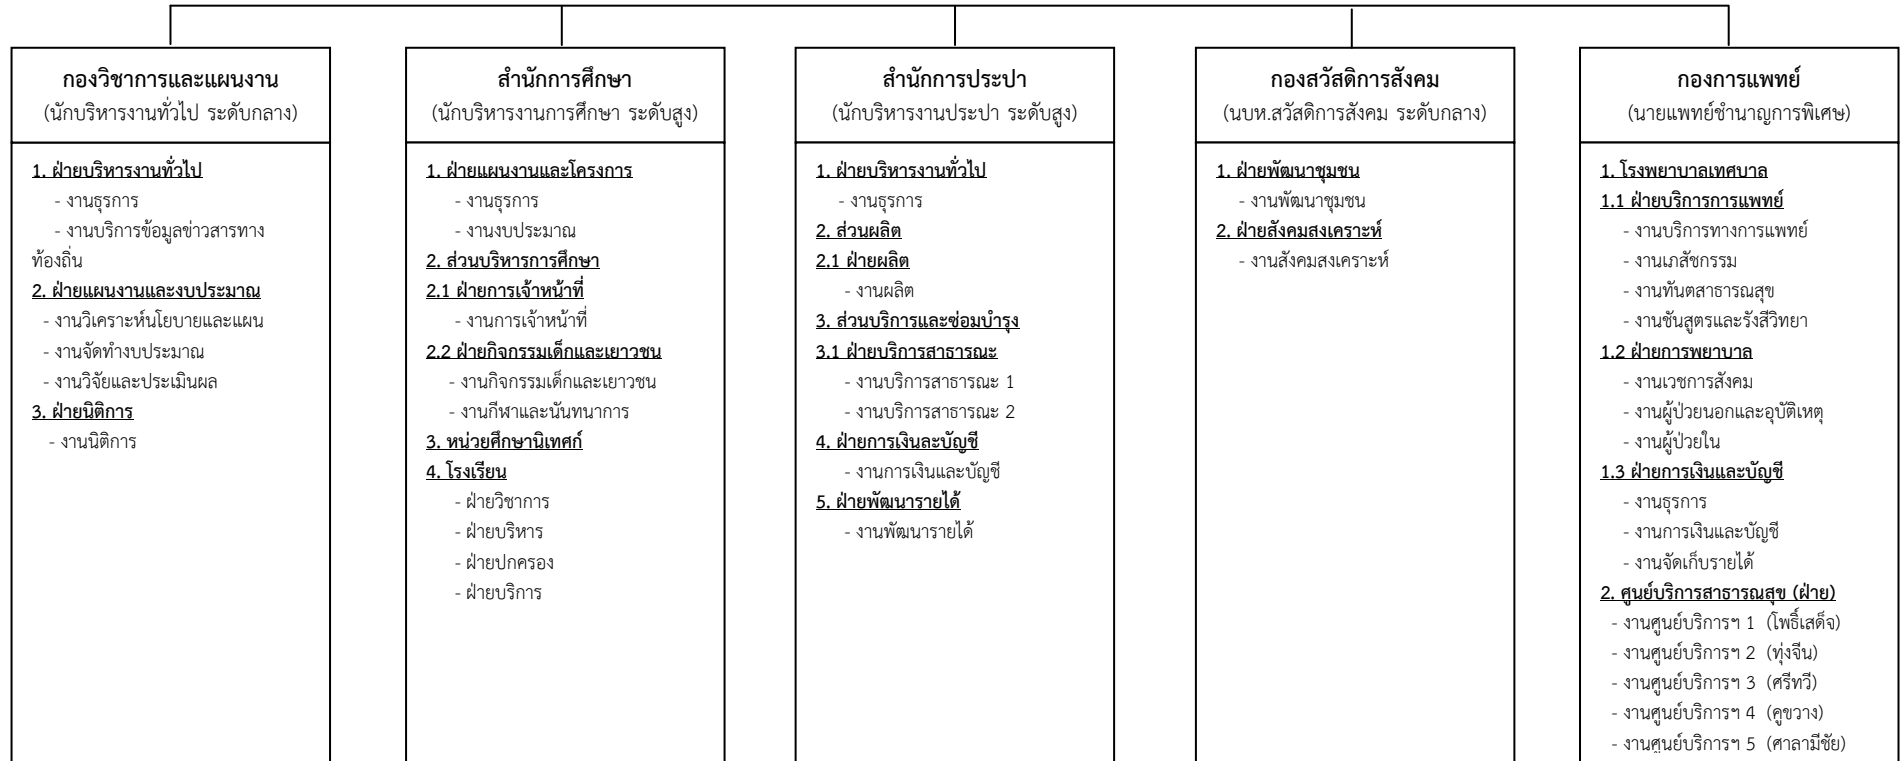 กองวิชาการและแผนงาน
(นักบริหารงานทั่วไป ระดับกลาง)
1. ฝ่ายบริหารงานทั่วไป
- งานธุรการ
- งานบริการข้อมูลข่าวสารทาง
ท้องถิ่น
2. ฝ่ายแผนงานและงบประมาณ
- งานวิเคราะห์นโยบายและแผน
- งานจัดทำงบประมาณ
- งานวิจัยและประเมินผล
3. ฝ่ายนิติการ
- งานนิติการ
สำนักการศึกษา
(นักบริหารงานการศึกษา ระดับสูง)
1. ฝ่ายแผนงานและโครงการ
- งานธุรการ
- งานงบประมาณ
2. ส่วนบริหารการศึกษา
2.1 ฝ่ายการเจ้าหน้าที่
- งานการเจ้าหน้าที่
2.2 ฝ่ายกิจกรรมเด็กและเยาวชน
- งานกิจกรรมเด็กและเยาวชน
- งานกีฬาและนันทนาการ
3. หน่วยศึกษานิเทศก์
4. โรงเรียน
- ฝ่ายวิชาการ
- ฝ่ายบริหาร
- ฝ่ายปกครอง
- ฝ่ายบริการ
สำนักการประปา
(นักบริหารงานประปา ระดับสูง)
1. ฝ่ายบริหารงานทั่วไป
- งานธุรการ
2. ส่วนผลิต
2.1 ฝ่ายผลิต
- งานผลิต
3. ส่วนบริการและซ่อมบำรุง
3.1 ฝ่ายบริการสาธารณะ
- งานบริการสาธารณะ 1
- งานบริการสาธารณะ 2
4. ฝ่ายการเงินละบัญชี
- งานการเงินและบัญชี
5. ฝ่ายพัฒนารายได้
- งานพัฒนารายได้
กองสวัสดิการสังคม
(นบห.สวัสดิการสังคม ระดับกลาง)
1. ฝ่ายพัฒนาชุมชน
- งานพัฒนาชุมชน
2. ฝ่ายสังคมสงเคราะห์
- งานสังคมสงเคราะห์
กองการแพทย์
(นายแพทย์ชำนาญการพิเศษ)
1. โรงพยาบาลเทศบาล
1.1 ฝ่ายบริการการแพทย์
- งานบริการทางการแพทย์
- งานเภสัชกรรม
- งานทันตสาธารณสุข
- งานชันสูตรและรังสีวิทยา
1.2 ฝ่ายการพยาบาล
- งานเวชการสังคม
- งานผู้ป่วยนอกและอุบัติเหตุ
- งานผู้ป่วยใน
1.3 ฝ่ายการเงินและบัญชี
- งานธุรการ
- งานการเงินและบัญชี
- งานจัดเก็บรายได้
2. ศูนย์บริการสาธารณสุข (ฝ่าย)
- งานศูนย์บริการฯ 1 (โพธิ์เสด็จ)
- งานศูนย์บริการฯ 2 (ทุ่งจีน)
- งานศูนย์บริการฯ 3 (ศรีทวี)
- งานศูนย์บริการฯ 4 (คูขวาง)
- งานศูนย์บริการฯ 5 (ศาลามีชัย)